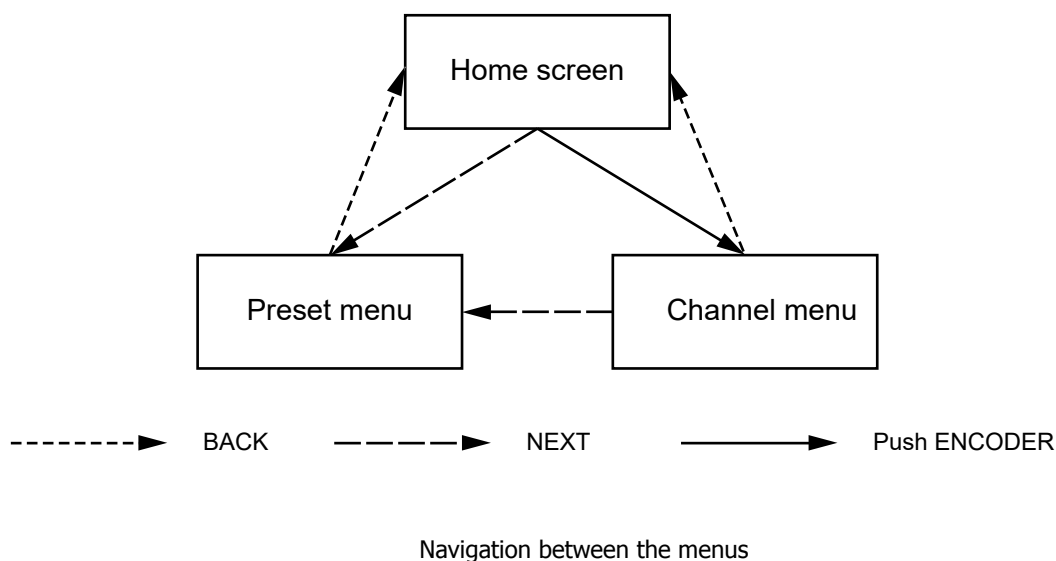 Home screen
Preset menu
Channel menu
BACK
NEXT
Push ENCODER
Navigation between the menus